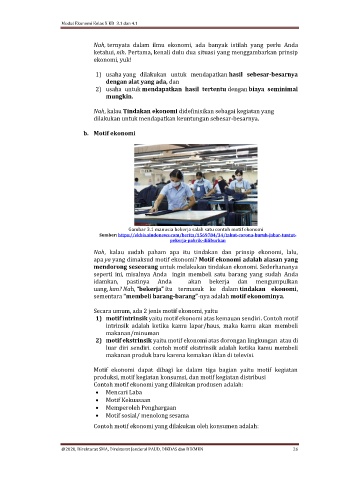 Modul Ekonomi Kelas X KD 3.1 dan 4.1
Nah, ternyata dalam ilmu ekonomi, ada banyak istilah yang perlu Anda
ketahui, nih. Pertama, kenali dulu dua situasi yang menggambarkan prinsip
ekonomi, yuk!
1) usaha yang dilakukan untuk mendapatkan hasil sebesar-besarnya
dengan alat yang ada, dan
2) usaha untuk mendapatkan hasil tertentu dengan biaya seminimal
mungkin.
Nah, kalau Tindakan ekonomi didefinisikan sebagai kegiatan yang
dilakukan untuk mendapatkan keuntungan sebesar-besarnya.
b. Motif ekonomi
Gambar 3.1 manusia bekerja salah satu contoh motif ekonomi
Sumber: https://ekbis.sindonews.com/berita/1569784/34/takut-corona-buruh-jabar-tuntut-
pekerja-pabrik-diliburkan
Nah, kalau sudah paham apa itu tindakan dan prinsip ekonomi, lalu,
apa ya yang dimaksud motif ekonomi? Motif ekonomi adalah alasan yang
mendorong seseorang untuk melakukan tindakan ekonomi. Sederhananya
seperti ini, misalnya Anda ingin membeli satu barang yang sudah Anda
idamkan, pastinya Anda akan bekerja dan mengumpulkan
uang, kan? Nah, "bekerja" itu termasuk ke dalam tindakan ekonomi,
sementara "membeli barang-barang"-nya adalah motif ekonominya.
Secara umum, ada 2 jenis motif ekonomi, yaitu
1) motif intrinsik yaitu motif ekonomi atas kemauan sendiri. Contoh motif
intrinsik adalah ketika kamu lapar/haus, maka kamu akan membeli
makanan/minuman
2) motif ekstrinsik yaitu motif ekonomi atas dorongan lingkungan atau di
luar diri sendiri. contoh motif ekstrinsik adalah ketika kamu membeli
makanan produk baru karena kemakan iklan di televisi
Motif ekonomi dapat dibagi ke dalam tiga bagian yaitu motif kegiatan
produksi, motif kegiatan konsumsi, dan motif kegiatan distribusi
Contoh motif ekonomi yang dilakukan produsen adalah:
• Mencari Laba
• Motif Kekuasaan
• Memperoleh Penghargaan
• Motif sosial/ menolong sesama
Contoh motif ekonomi yang dilakukan oleh konsumen adalah:
@2020, Direktorat SMA, Direktorat Jenderal PAUD, DIKDAS dan DIKMEN 26